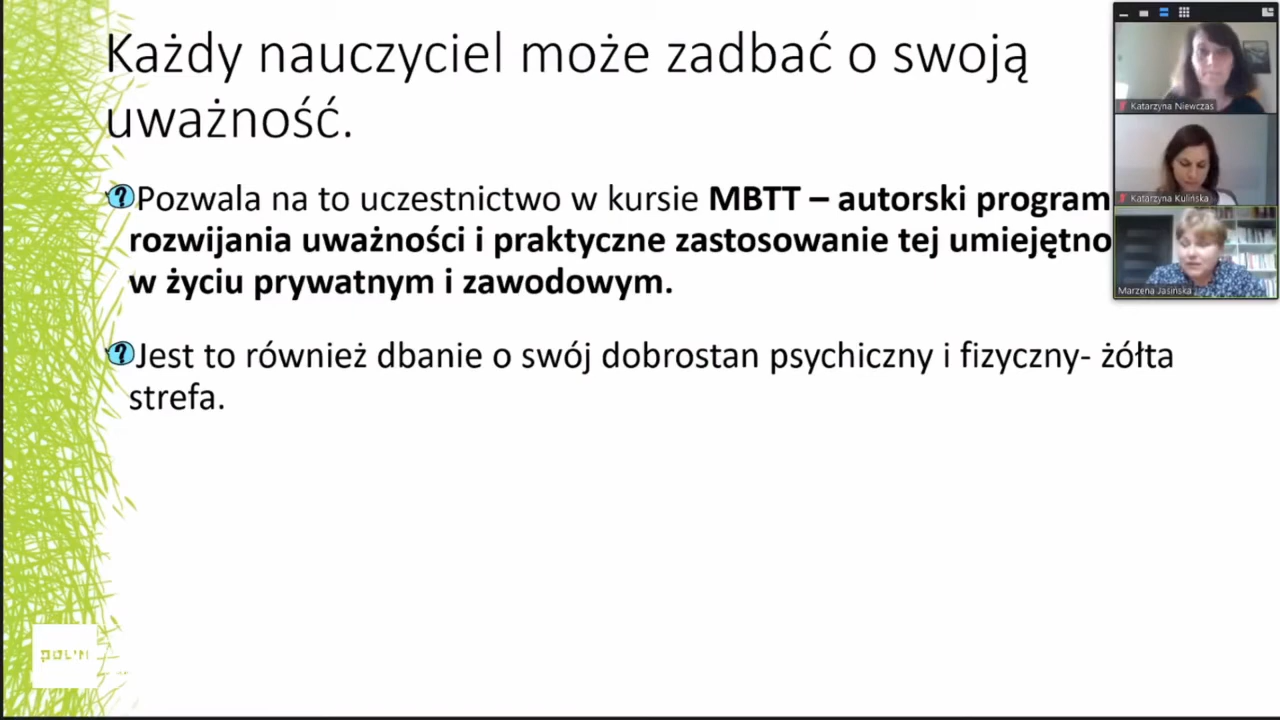 Każdy nauczyciel może zadbać o swoją
uważność.
Pozwala na to uczestnictwo w kursie MBTT – autorski program
rozwijania uważności i praktyczne zastosowanie tej umiejętno
w życiu prywatnym i zawodowym.
Jest to również dbanie o swój dobrostan psychiczny i fizyczny- żółta
strefa.
Katarzyna Niewczas
Katarzyna Kulińska
Marzena Jasińska
POLIN